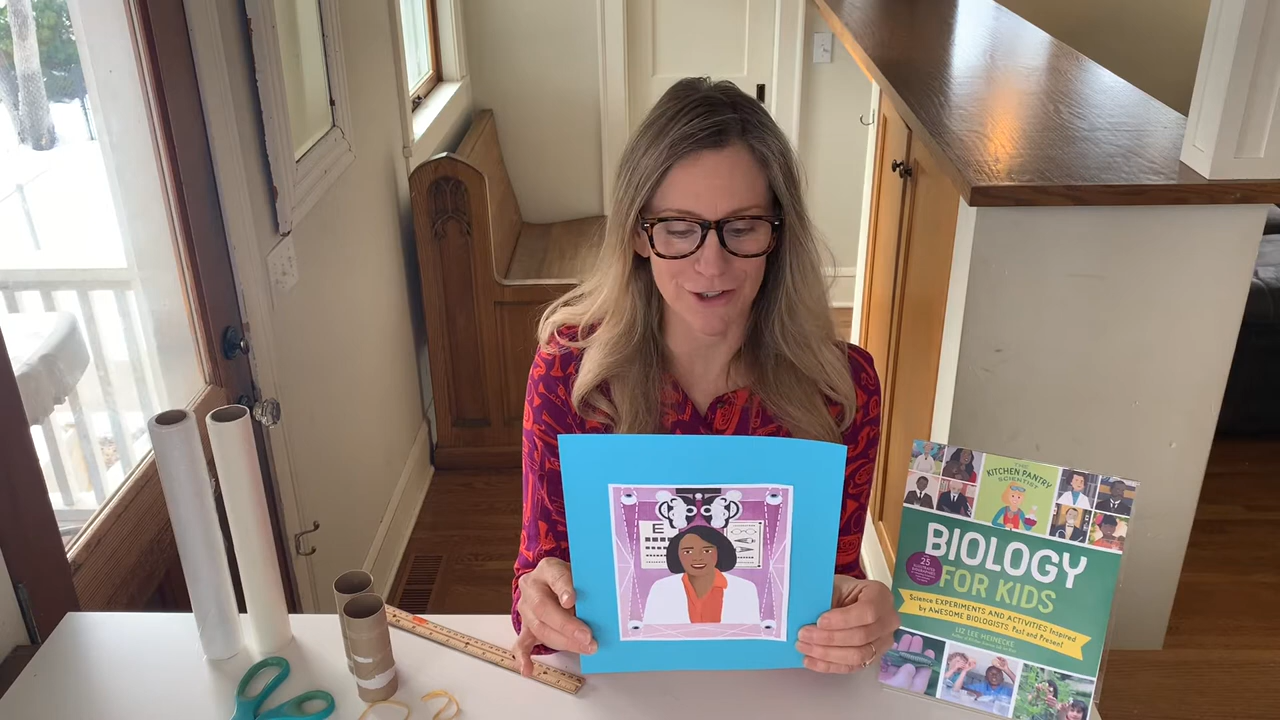 E
THE
KITCHEN PANTRY
SCIENTIST
BIOLOGY
FOR KIDS
25
Science EXPERIMENTS AND ACTIVITIES Inspired
by AWESOME BIOLOGISTS, Past and Present
LIZ LEE HEINECKE